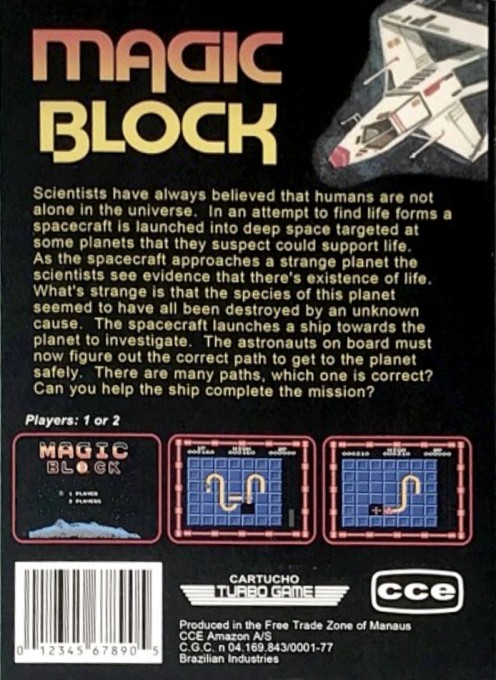 MAGIC
BLOCK
Scientists have always believed that humans are not
alone in the universe. In an attempt to find life forms a
spacecraft is launched into deep space targeted at
some planets that they suspect could support life.
As the spacecraft approaches a strange planet the
scientists see evidence that there's existence of life.
What's strange is that the species of this planet
seemed to have all been destroyed by an unknown
cause. The spacecraft launches a ship towards the
planet to investigate. The astronauts on board must
now figure out the correct path to get to the planet
safely. There are many paths, which one is correct?
Can you help the ship complete the mission?
Players: 1 or 2
MAGIC
BLOCK
1 PLAYER
2 PLAYERS
CARTUCHO
TURBO GAME
cce
Produced in the Free Trade Zone of Manaus
CCE Amazon A/S
C.G.C. n 04.169.843/0001-77
Brazilian Industries
0 12345 67890 5